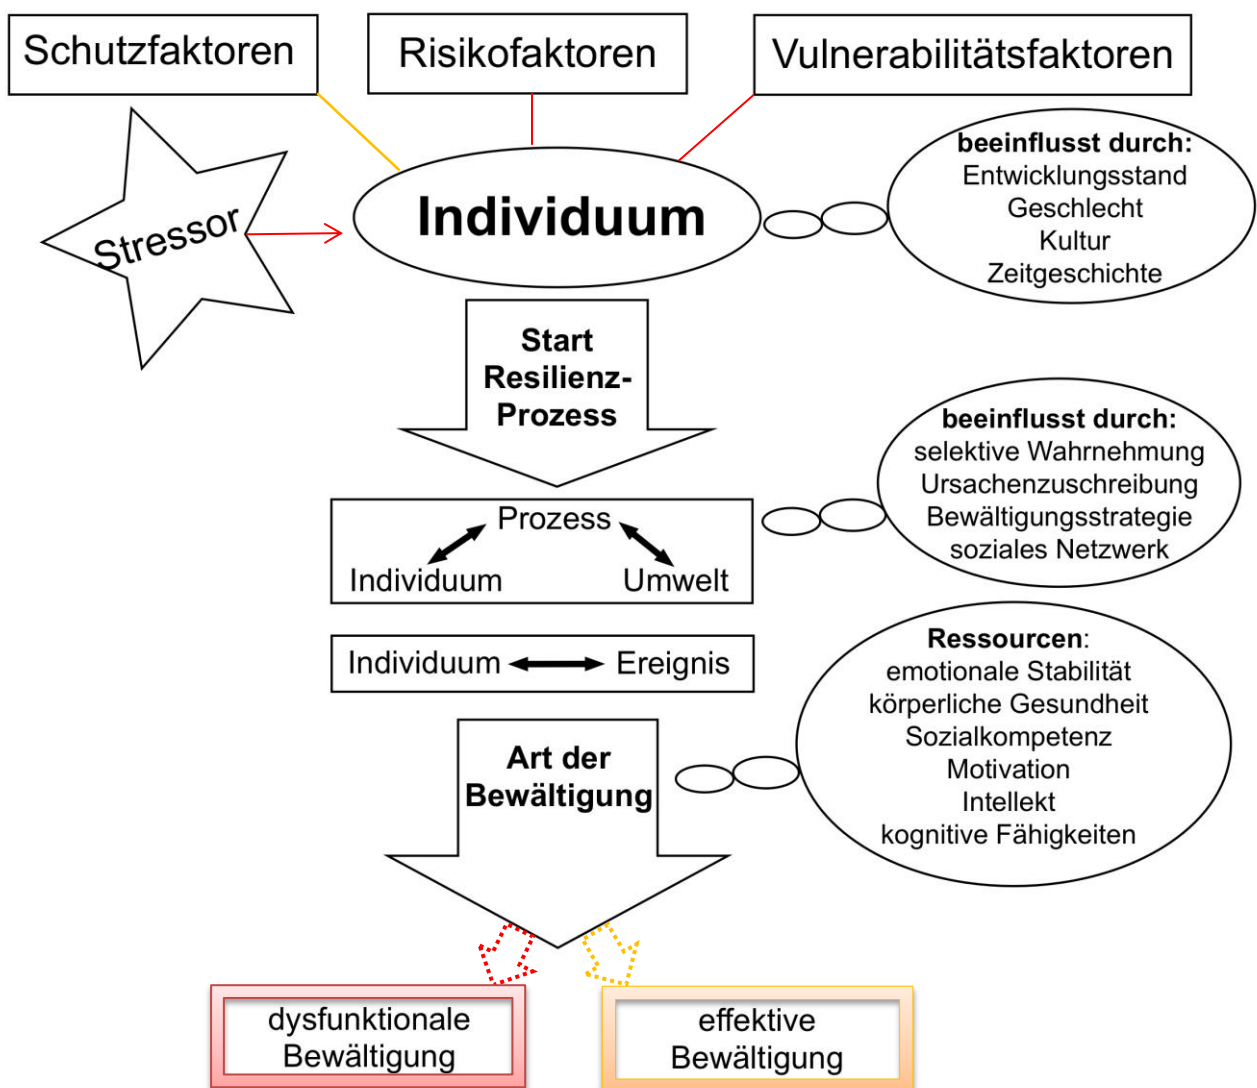 Schutzfaktoren
Risikofaktoren
Vulnerabilitätsfaktoren
Stressor
Individuum
beeinflusst durch:
Entwicklungsstand
Geschlecht
Kultur
Zeitgeschichte
Start
Resilienz-
Prozess
beeinflusst durch:
selektive Wahrnehmung
Ursachenzuschreibung
Bewältigungsstrategie
soziales Netzwerk
Prozess
Individuum Umwelt
Individuum Ereignis
Ressourcen:
emotionale Stabilität
körperliche Gesundheit
Sozialkompetenz
Motivation
Intellekt
kognitive Fähigkeiten
Art der
Bewältigung
dysfunktionale
Bewältigung
effektive
Bewältigung